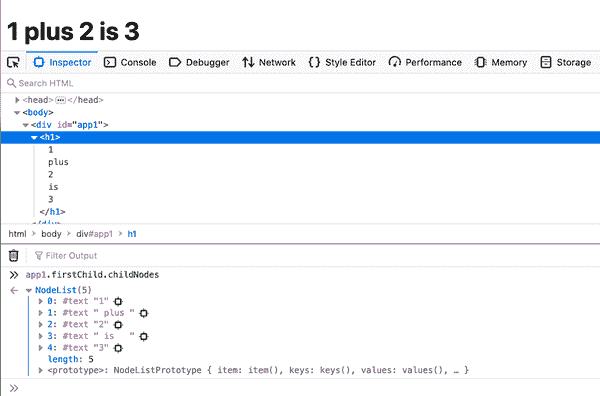 1 plus 2 is 3
Inspector Console Debugger Network {} Style Editor Performance Memory Storage
Search HTML
<head> ••• </head>
<body>
<div id="app1">
<h1>
1
plus
2
is
3
</h1>
</div>
html > body > div#app1 > h1
Filter Output
» app1.firstChild.childNodes
← NodeList(5)
0: #text "1"
1: #text " plus "
2: #text "2"
3: #text " is  "
4: #text "3"
length: 5
<prototype>: NodeListPrototype { item: item(), keys: keys(), values: values(), … }
»